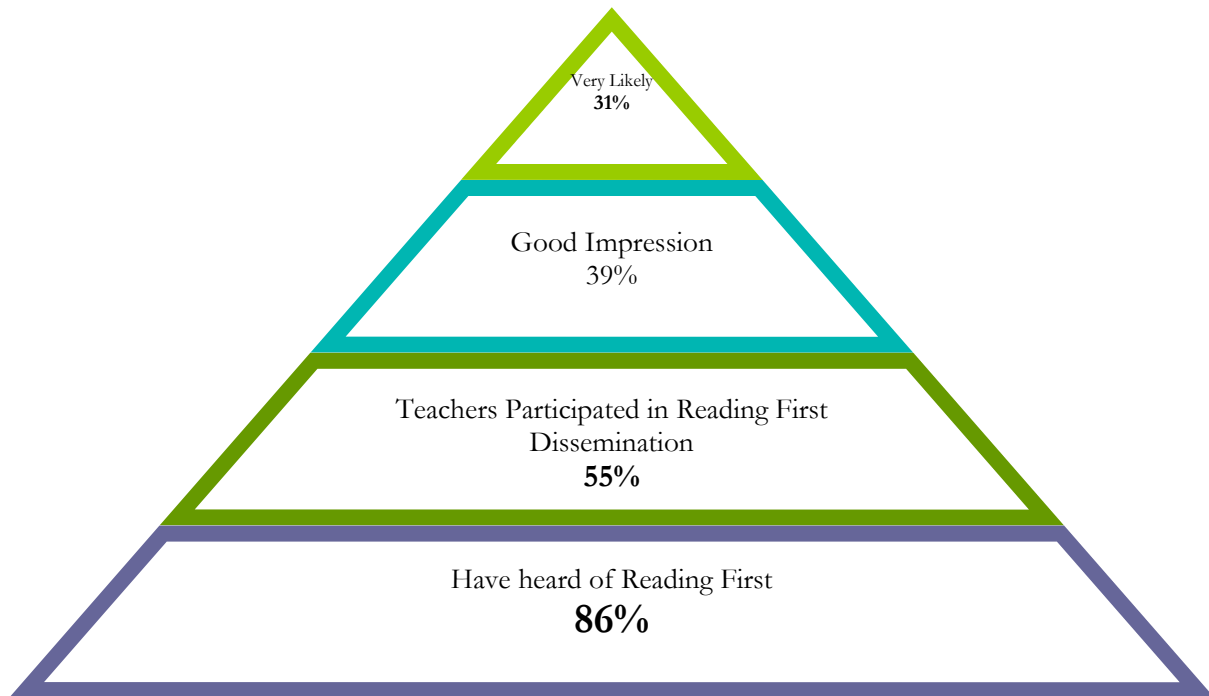 Very Likely
31%
Good Impression
39%
Teachers Participated in Reading First
Dissemination
55%
Have heard of Reading First
86%